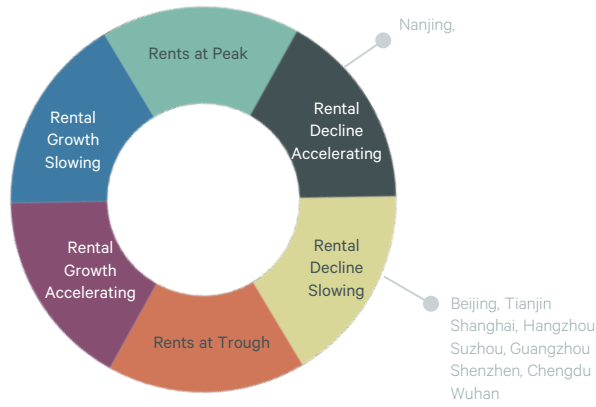 Nanjing,
Rents at Peak
Rental
Decline
Accelerating
Rental
Growth
Slowing
Rental
Growth
Accelerating
Rental
Decline
Slowing
Rents at Trough
Beijing, Tianjin
Shanghai, Hangzhou
Suzhou, Guangzhou
Shenzhen, Chengdu
Wuhan